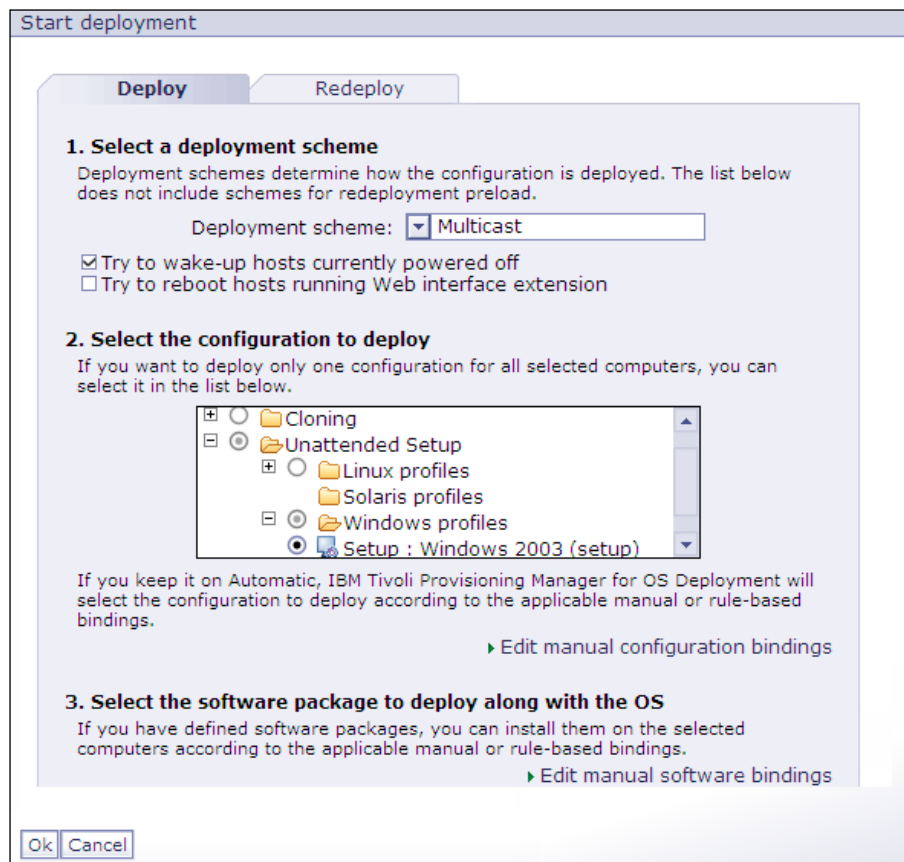 Start deployment
Deploy
Redeploy
1. Select a deployment scheme
Deployment schemes determine how the configuration is deployed. The list below
does not include schemes for redeployment preload.
Deployment scheme: Multicast
Try to wake-up hosts currently powered off
Try to reboot hosts running Web interface extension
2. Select the configuration to deploy
If you want to deploy only one configuration for all selected computers, you can
select it in the list below.
Cloning
Unattended Setup
Linux profiles
Solaris profiles
Windows profiles
Setup : Windows 2003 (setup)
If you keep it on Automatic, IBM Tivoli Provisioning Manager for OS Deployment will
select the configuration to deploy according to the applicable manual or rule-based
bindings.
Edit manual configuration bindings
3. Select the software package to deploy along with the OS
If you have defined software packages, you can install them on the selected
computers according to the applicable manual or rule-based bindings.
Edit manual software bindings
Ok Cancel